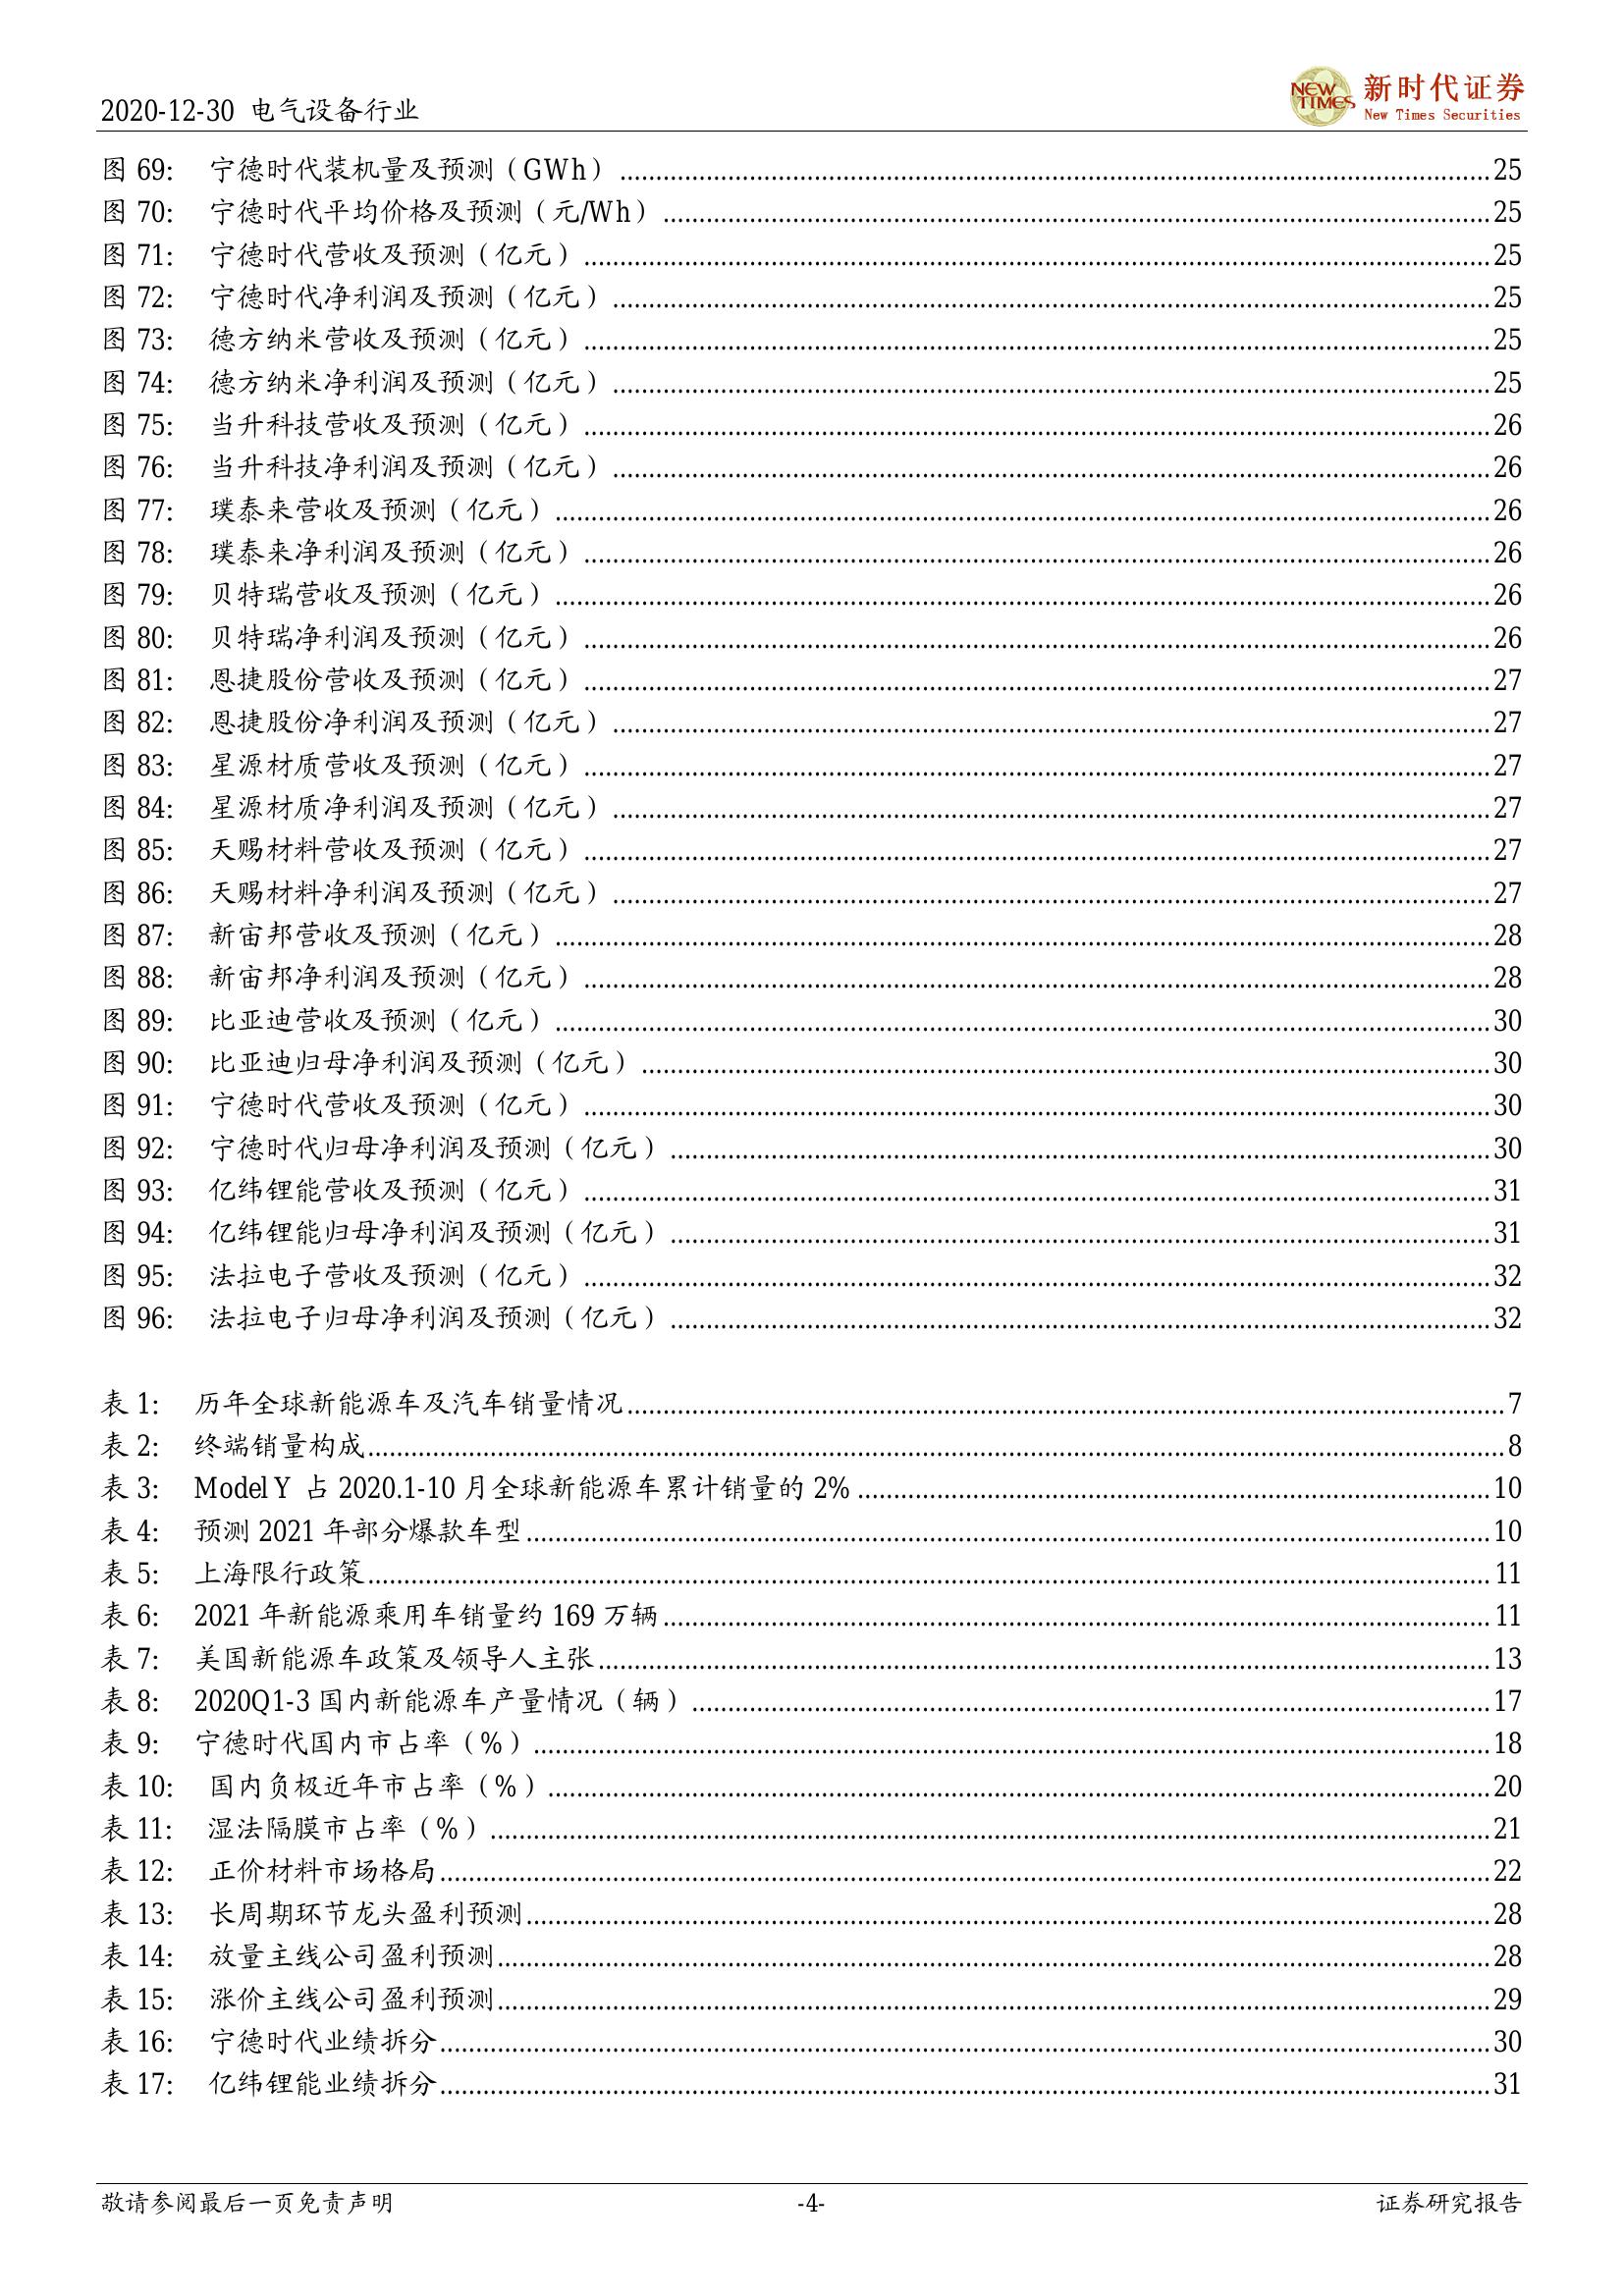 2020-12-30 电气设备行业
NEW TIMES 新时代证券
New Times Securities
图 69: 宁德时代装机量及预测（GWh）25
图 70: 宁德时代平均价格及预测（元/Wh）25
图 71: 宁德时代营收及预测（亿元）25
图 72: 宁德时代净利润及预测（亿元）25
图 73: 德方纳米营收及预测（亿元）25
图 74: 德方纳米净利润及预测（亿元）25
图 75: 当升科技营收及预测（亿元）26
图 76: 当升科技净利润及预测（亿元）26
图 77: 璞泰来营收及预测（亿元）26
图 78: 璞泰来净利润及预测（亿元）26
图 79: 贝特瑞营收及预测（亿元）26
图 80: 贝特瑞净利润及预测（亿元）26
图 81: 恩捷股份营收及预测（亿元）27
图 82: 恩捷股份净利润及预测（亿元）27
图 83: 星源材质营收及预测（亿元）27
图 84: 星源材质净利润及预测（亿元）27
图 85: 天赐材料营收及预测（亿元）27
图 86: 天赐材料净利润及预测（亿元）27
图 87: 新宙邦营收及预测（亿元）28
图 88: 新宙邦净利润及预测（亿元）28
图 89: 比亚迪营收及预测（亿元）30
图 90: 比亚迪归母净利润及预测（亿元）30
图 91: 宁德时代营收及预测（亿元）30
图 92: 宁德时代归母净利润及预测（亿元）30
图 93: 亿纬锂能营收及预测（亿元）31
图 94: 亿纬锂能归母净利润及预测（亿元）31
图 95: 法拉电子营收及预测（亿元）32
图 96: 法拉电子归母净利润及预测（亿元）32
表 1: 历年全球新能源车及汽车销量情况7
表 2: 终端销量构成8
表 3: Model Y 占 2020.1-10 月全球新能源车累计销量的 2%10
表 4: 预测 2021 年部分爆款车型10
表 5: 上海限行政策11
表 6: 2021 年新能源乘用车销量约 169 万辆11
表 7: 美国新能源车政策及领导人主张13
表 8: 2020Q1-3 国内新能源车产量情况（辆）17
表 9: 宁德时代国内市占率（%）18
表 10: 国内负极近年市占率（%）20
表 11: 湿法隔膜市占率（%）21
表 12: 正价材料市场格局22
表 13: 长周期环节龙头盈利预测28
表 14: 放量主线公司盈利预测28
表 15: 涨价主线公司盈利预测29
表 16: 宁德时代业绩拆分30
表 17: 亿纬锂能业绩拆分31
敬请参阅最后一页免责声明 -4- 证券研究报告